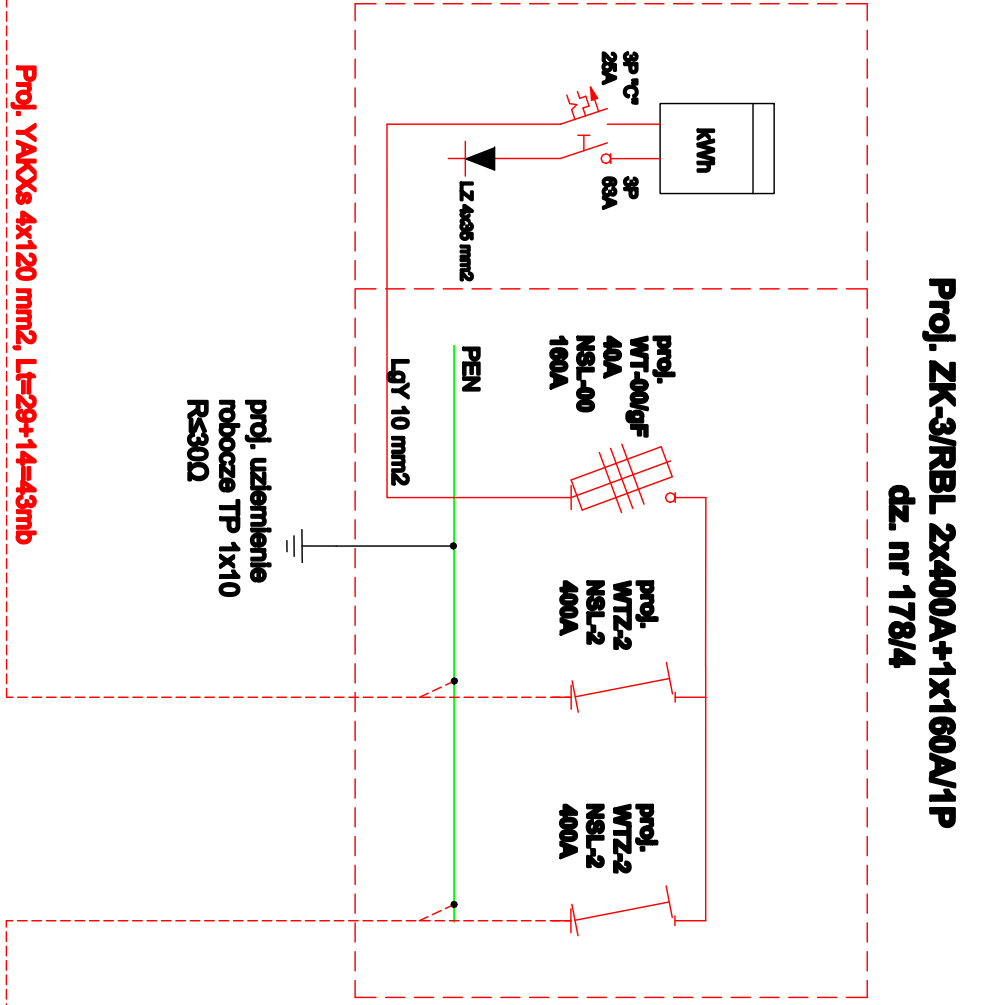 Proj. ZK-3/RBL 2x400A+1x160A/1P
dz. nr 178/4
kWh
3P "C"
25A
3P
63A
LZ 4x35 mm2
proj.
WT-00/gF
40A
NSL-00
160A
proj.
WTZ-2
NSL-2
400A
proj.
WTZ-2
NSL-2
400A
PEN
LgY 10 mm2
proj. uziemienie
robocze TP 1x10
R≤30Ω
Proj. YAKXs 4x120 mm2, Lt=29+14=43mb